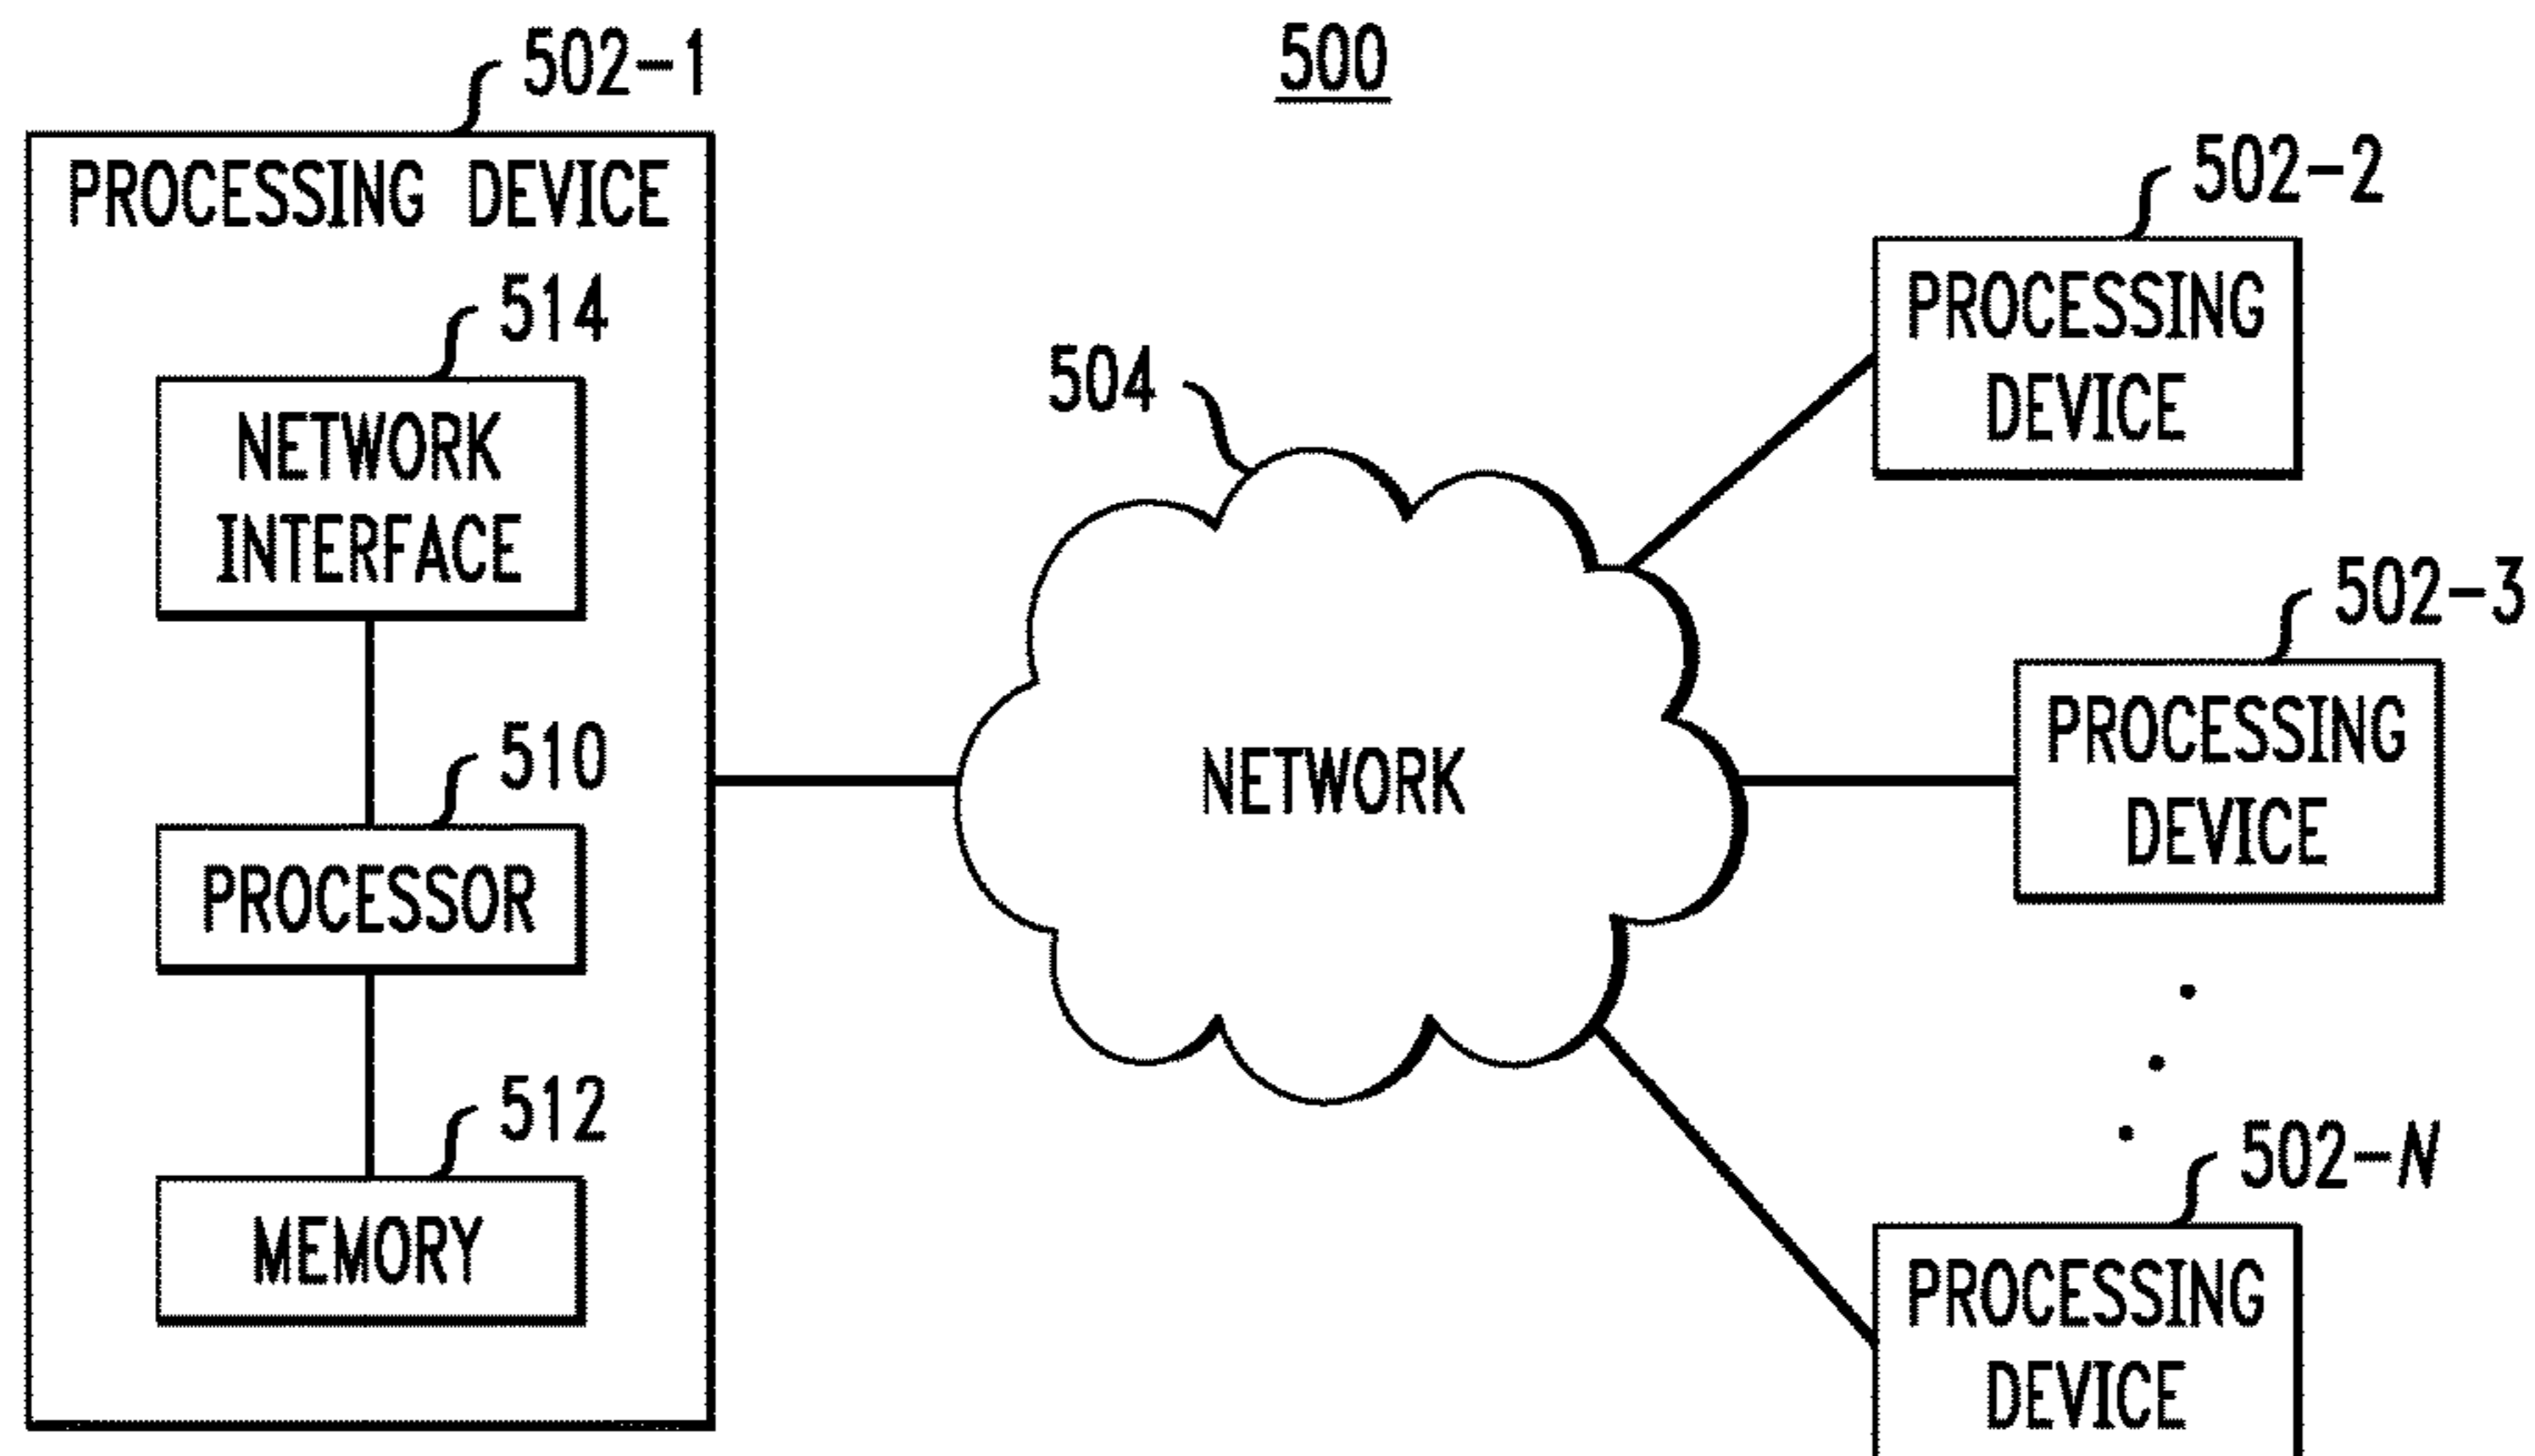 500
502-1
PROCESSING DEVICE
514
NETWORK
INTERFACE
510
PROCESSOR
512
MEMORY
504
NETWORK
502-2
PROCESSING
DEVICE
502-3
PROCESSING
DEVICE
502-N
PROCESSING
DEVICE